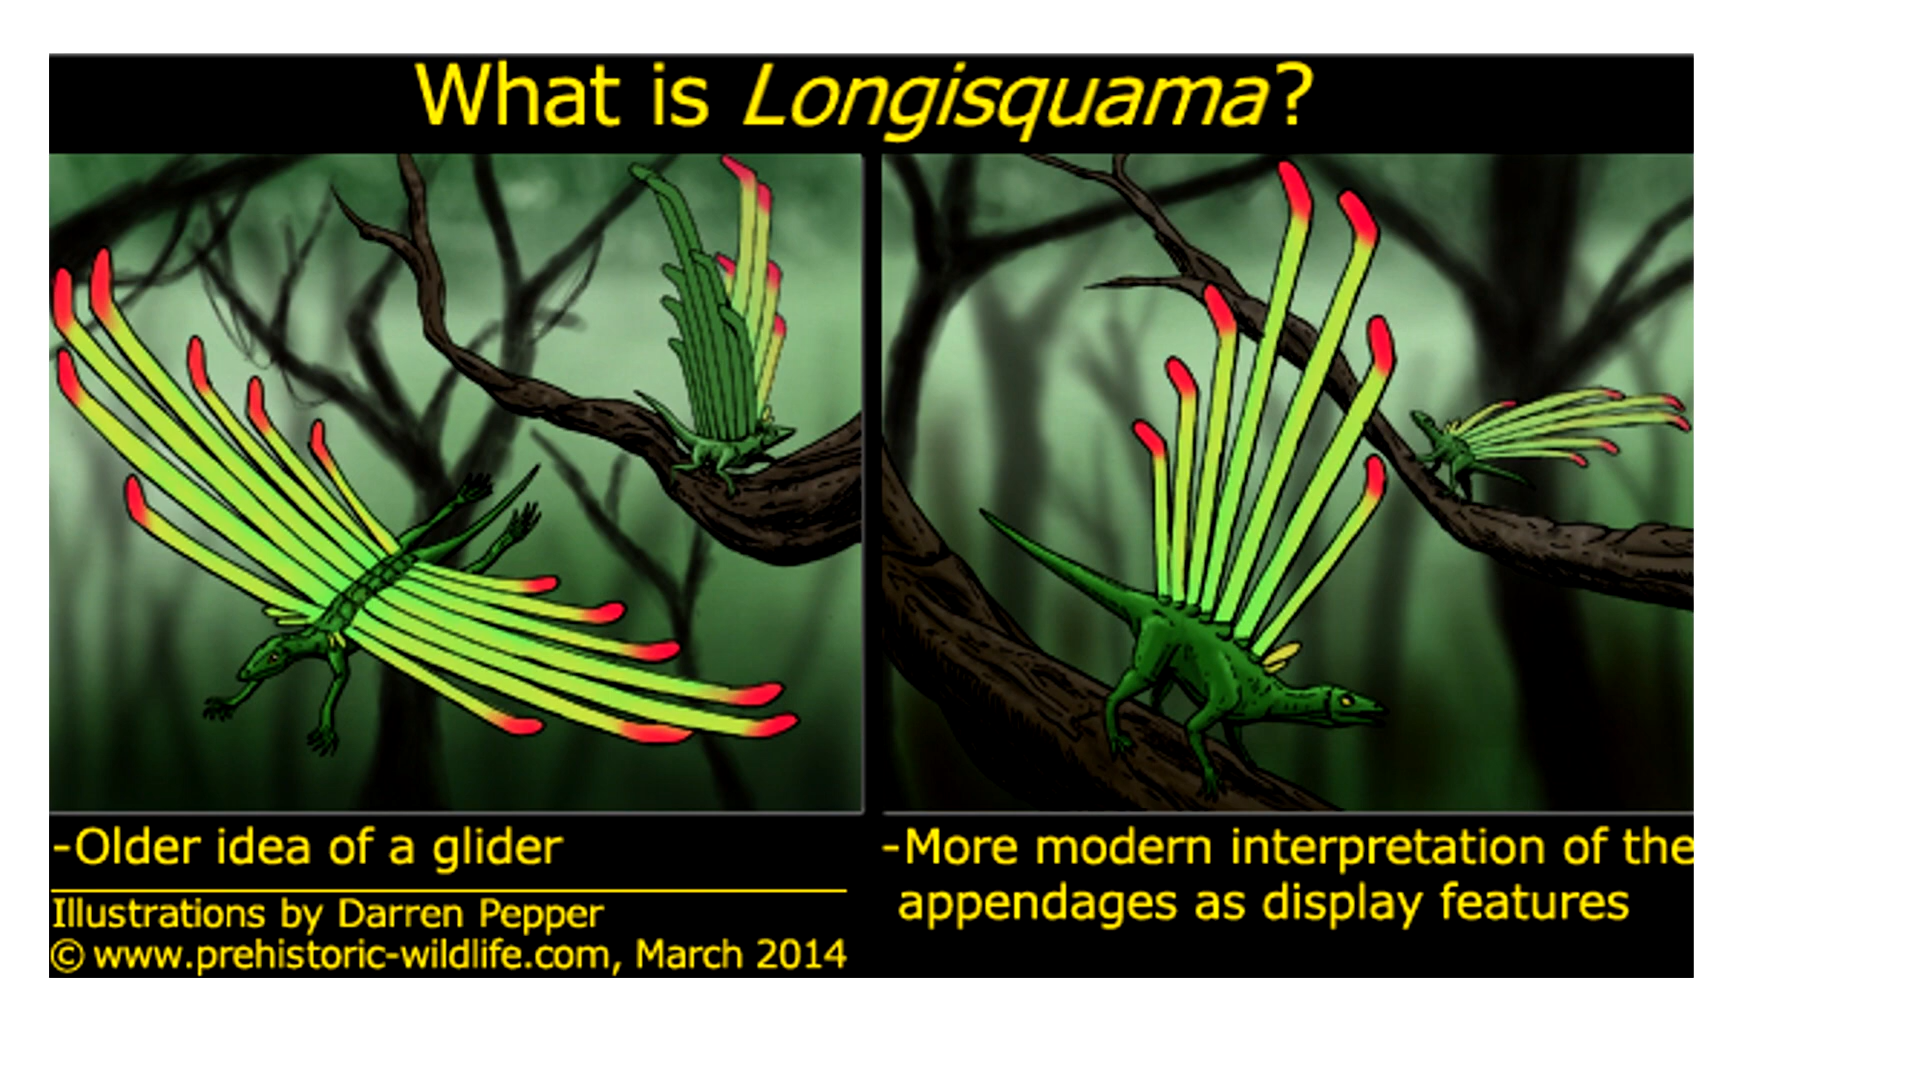 What is Longisquama?
-Older idea of a glider
Illustrations by Darren Pepper
© www.prehistoric-wildlife.com, March 2014
-More modern interpretation of the
appendages as display features